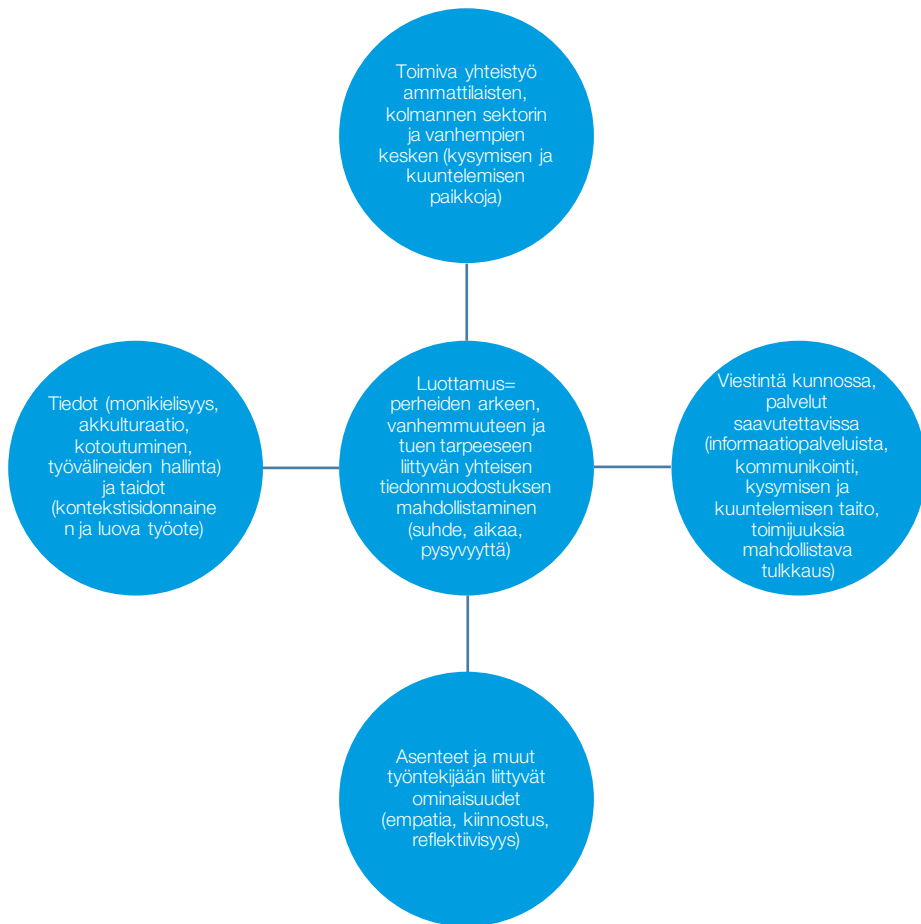 Toimiva yhteistyö
ammattilaisten,
kolmannen sektorin
ja vanhempien
kesken (kysymisen ja
kuuntelemisen
paikkoja)
Tiedot (monikielisyys,
akkulturaatio,
kotoutuminen,
työvälineiden hallinta)
ja taidot
(kontekstisidonnaine
n ja luova työote)
Luottamus=
perheiden arkeen,
vanhemmuuteen ja
tuen tarpeeseen
liittyvän yhteisen
tiedonmuodostuksen
mahdollistaminen
(suhde, aikaa,
pysyvyyttä)
Viestintä kunnossa,
palvelut
saavutettavissa
(informaatiopalveluista,
kommunikointi,
kysymisen ja
kuuntelemisen taito,
toimijuuksia
mahdollistava
tulkkaus)
Asenteet ja muut
työntekijään liittyvät
ominaisuudet
(empatia, kiinnostus,
reflektiivisyys)